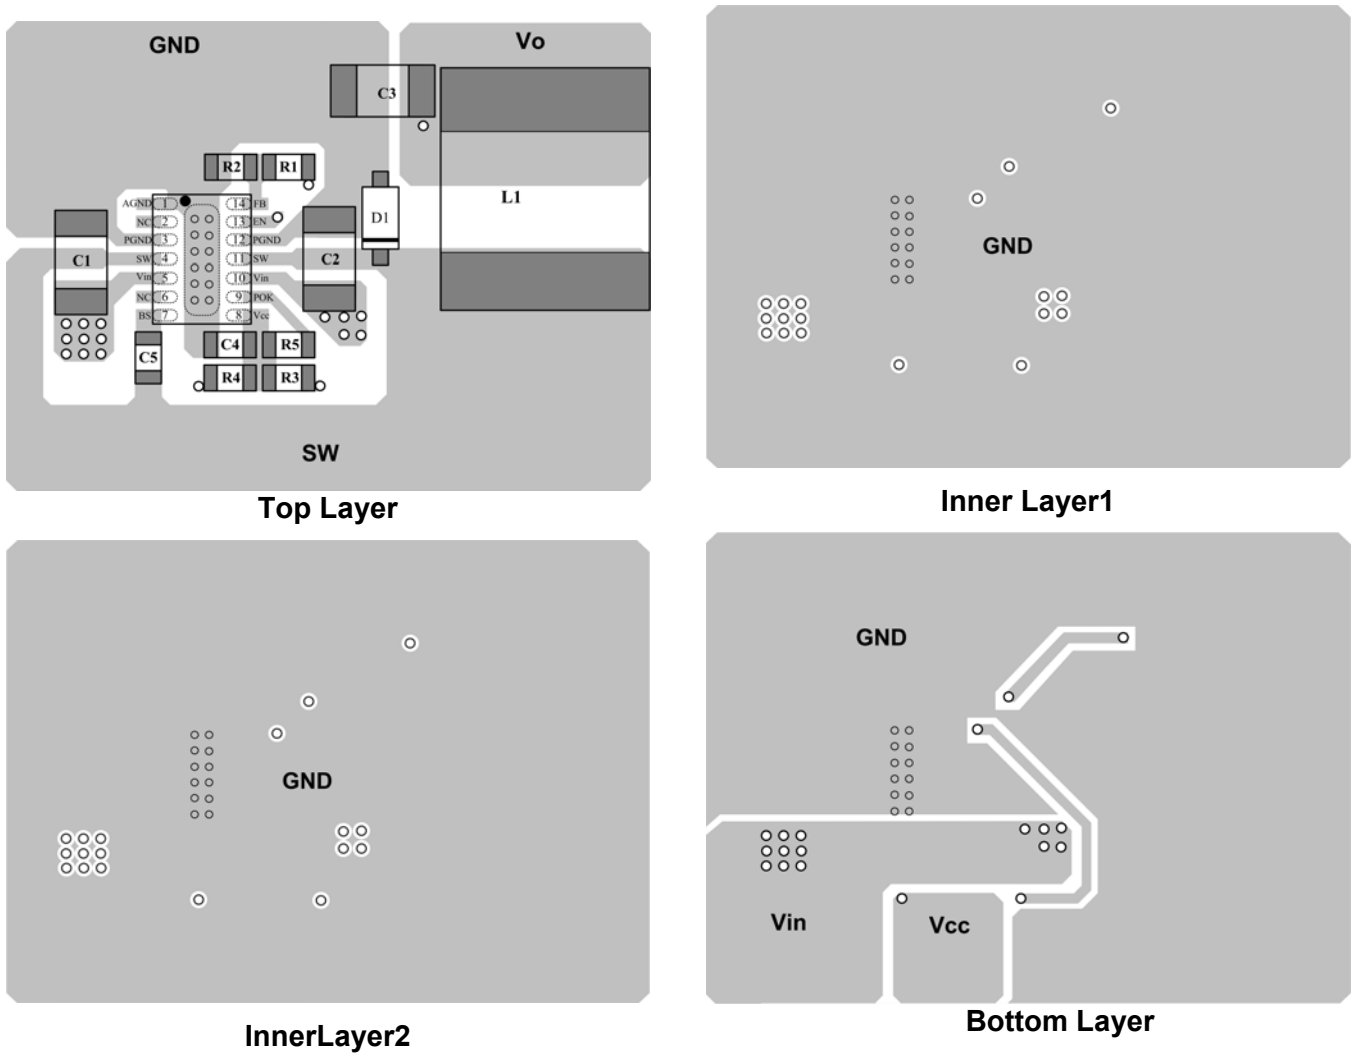 GND
Vo
C3
R2 R1
L1
D1
AGND 1 14 FB
NC 2 13 EN
PGND 3 12 PGND
C1 SW 4 11 SW C2
Vin 5 10 Vin
NC 6 9 POK
BS 7 8 Vcc
C5 C4 R5
R4 R3
SW
Top Layer
GND
Inner Layer1
GND
InnerLayer2
GND
Vin
Vcc
Bottom Layer